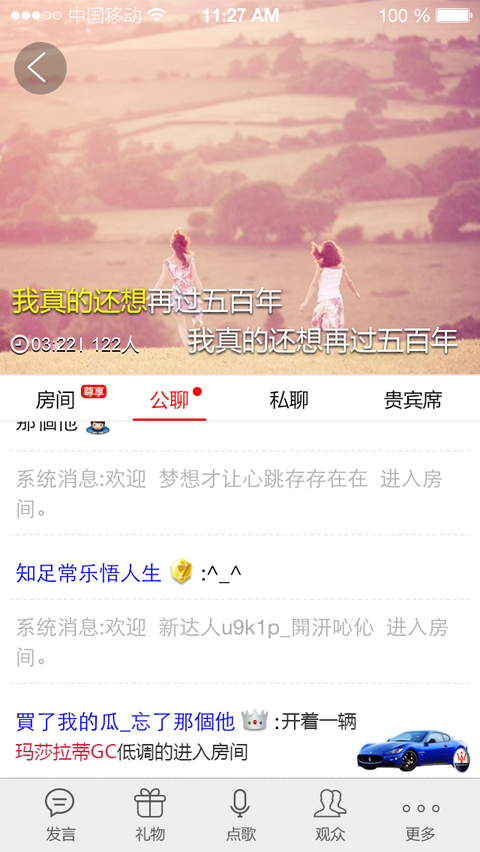 中国移动 11:27 AM 100 %
我真的还想再过五百年
我真的还想再过五百年
03:22| 122人
房间 尊享 公聊 私聊 贵宾席
那個他
系统消息:欢迎 梦想才让心跳存存在在 进入房
间。
知足常乐悟人生 :^_^
系统消息:欢迎 新达人u9k1p_開汧吣伈 进入房
间。
買了我的瓜_忘了那個他 :开着一辆
玛莎拉蒂GC低调的进入房间
发言 礼物 点歌 观众 更多